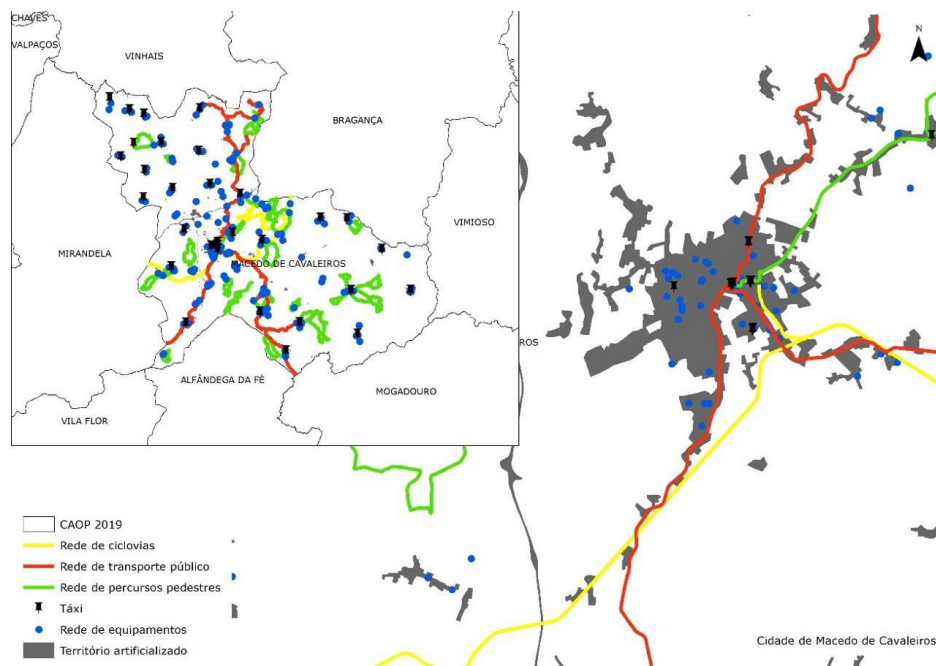 CHAVES
VALPAÇOS
VINHAIS
BRAGANÇA
VIMIOSO
MIRANDELA
MACEDO DE CAVALEIROS
ALFÂNDEGA DA FÉ
MOGADOURO
VILA FLOR
ROS
N
CAOP 2019
Rede de ciclovias
Rede de transporte público
Rede de percursos pedestres
Táxi
Rede de equipamentos
Território artificializado
Cidade de Macedo de Cavaleiros